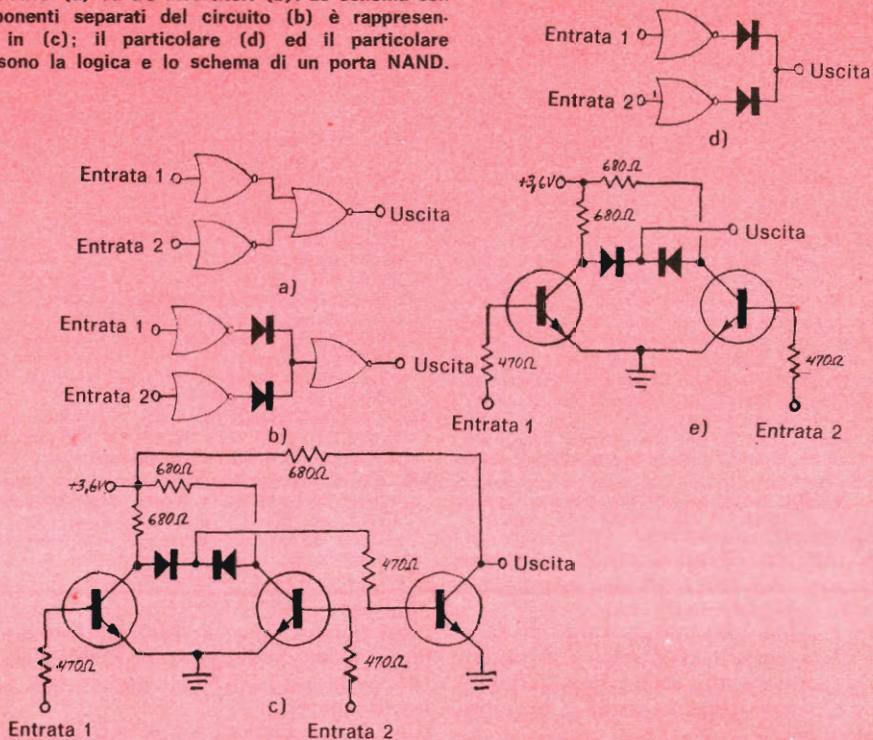 ponenti separati del circuito (b) è rappresen-
in (c); il particolare (d) ed il particolare
sono la logica e lo schema di un porta NAND.
Entrata 1
Uscita
Entrata 2
d)
Entrata 1
Uscita
Entrata 2
a)
Entrata 1
Uscita
Entrata 2
b)
+3,6V
680Ω
680Ω
Uscita
470Ω
470Ω
Entrata 1
e)
Entrata 2
680Ω
680Ω
+3,6V
680Ω
470Ω
Uscita
470Ω
470Ω
c)
Entrata 1
Entrata 2